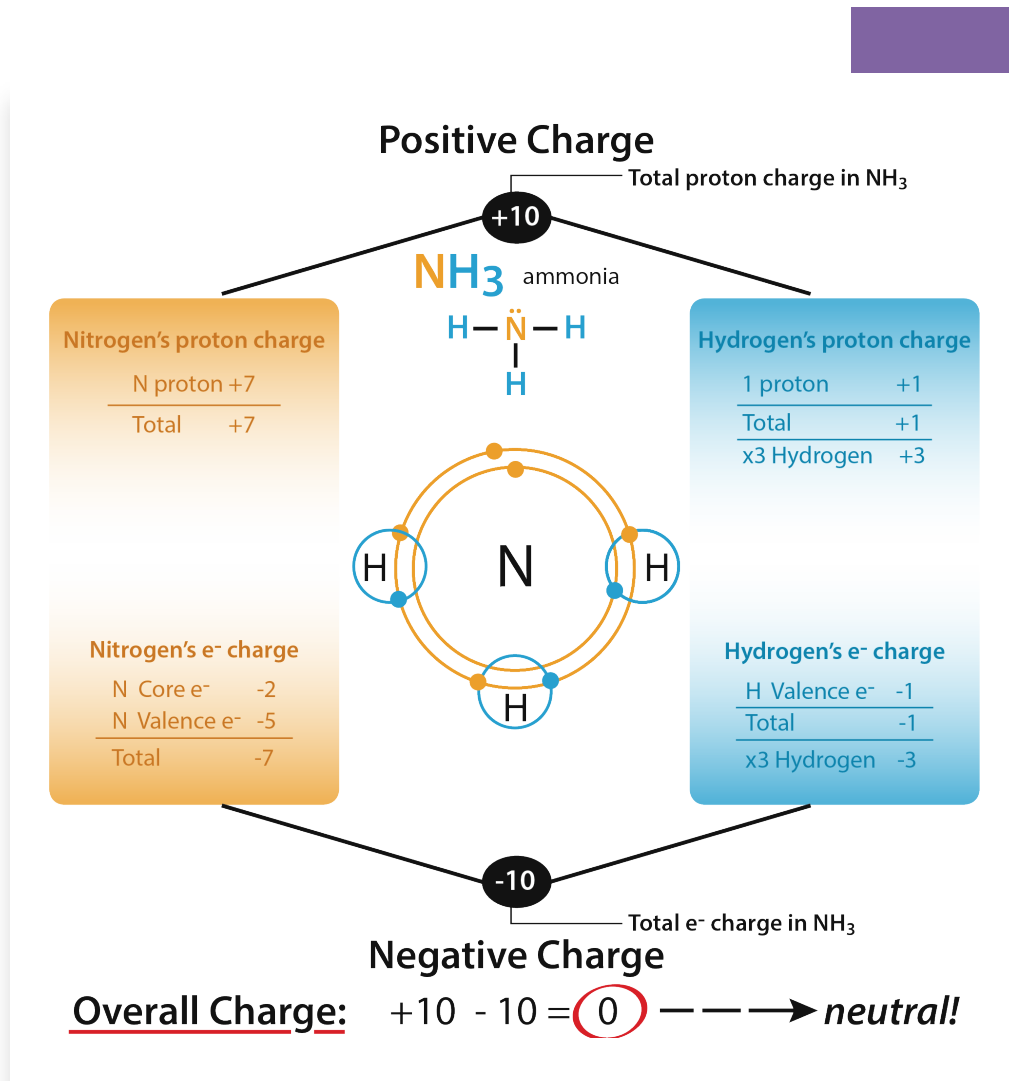 Positive Charge
Total proton charge in NH₃
+10
NH₃ ammonia
H — N̈ — H
H
Nitrogen's proton charge
N proton +7
Total +7
Hydrogen's proton charge
1 proton +1
Total +1
x3 Hydrogen +3
H N H
H
Nitrogen's e⁻ charge
N Core e⁻ -2
N Valence e⁻ -5
Total -7
Hydrogen's e⁻ charge
H Valence e⁻ -1
Total -1
x3 Hydrogen -3
-10
Total e⁻ charge in NH₃
Negative Charge
Overall Charge: +10 - 10 = 0 neutral!